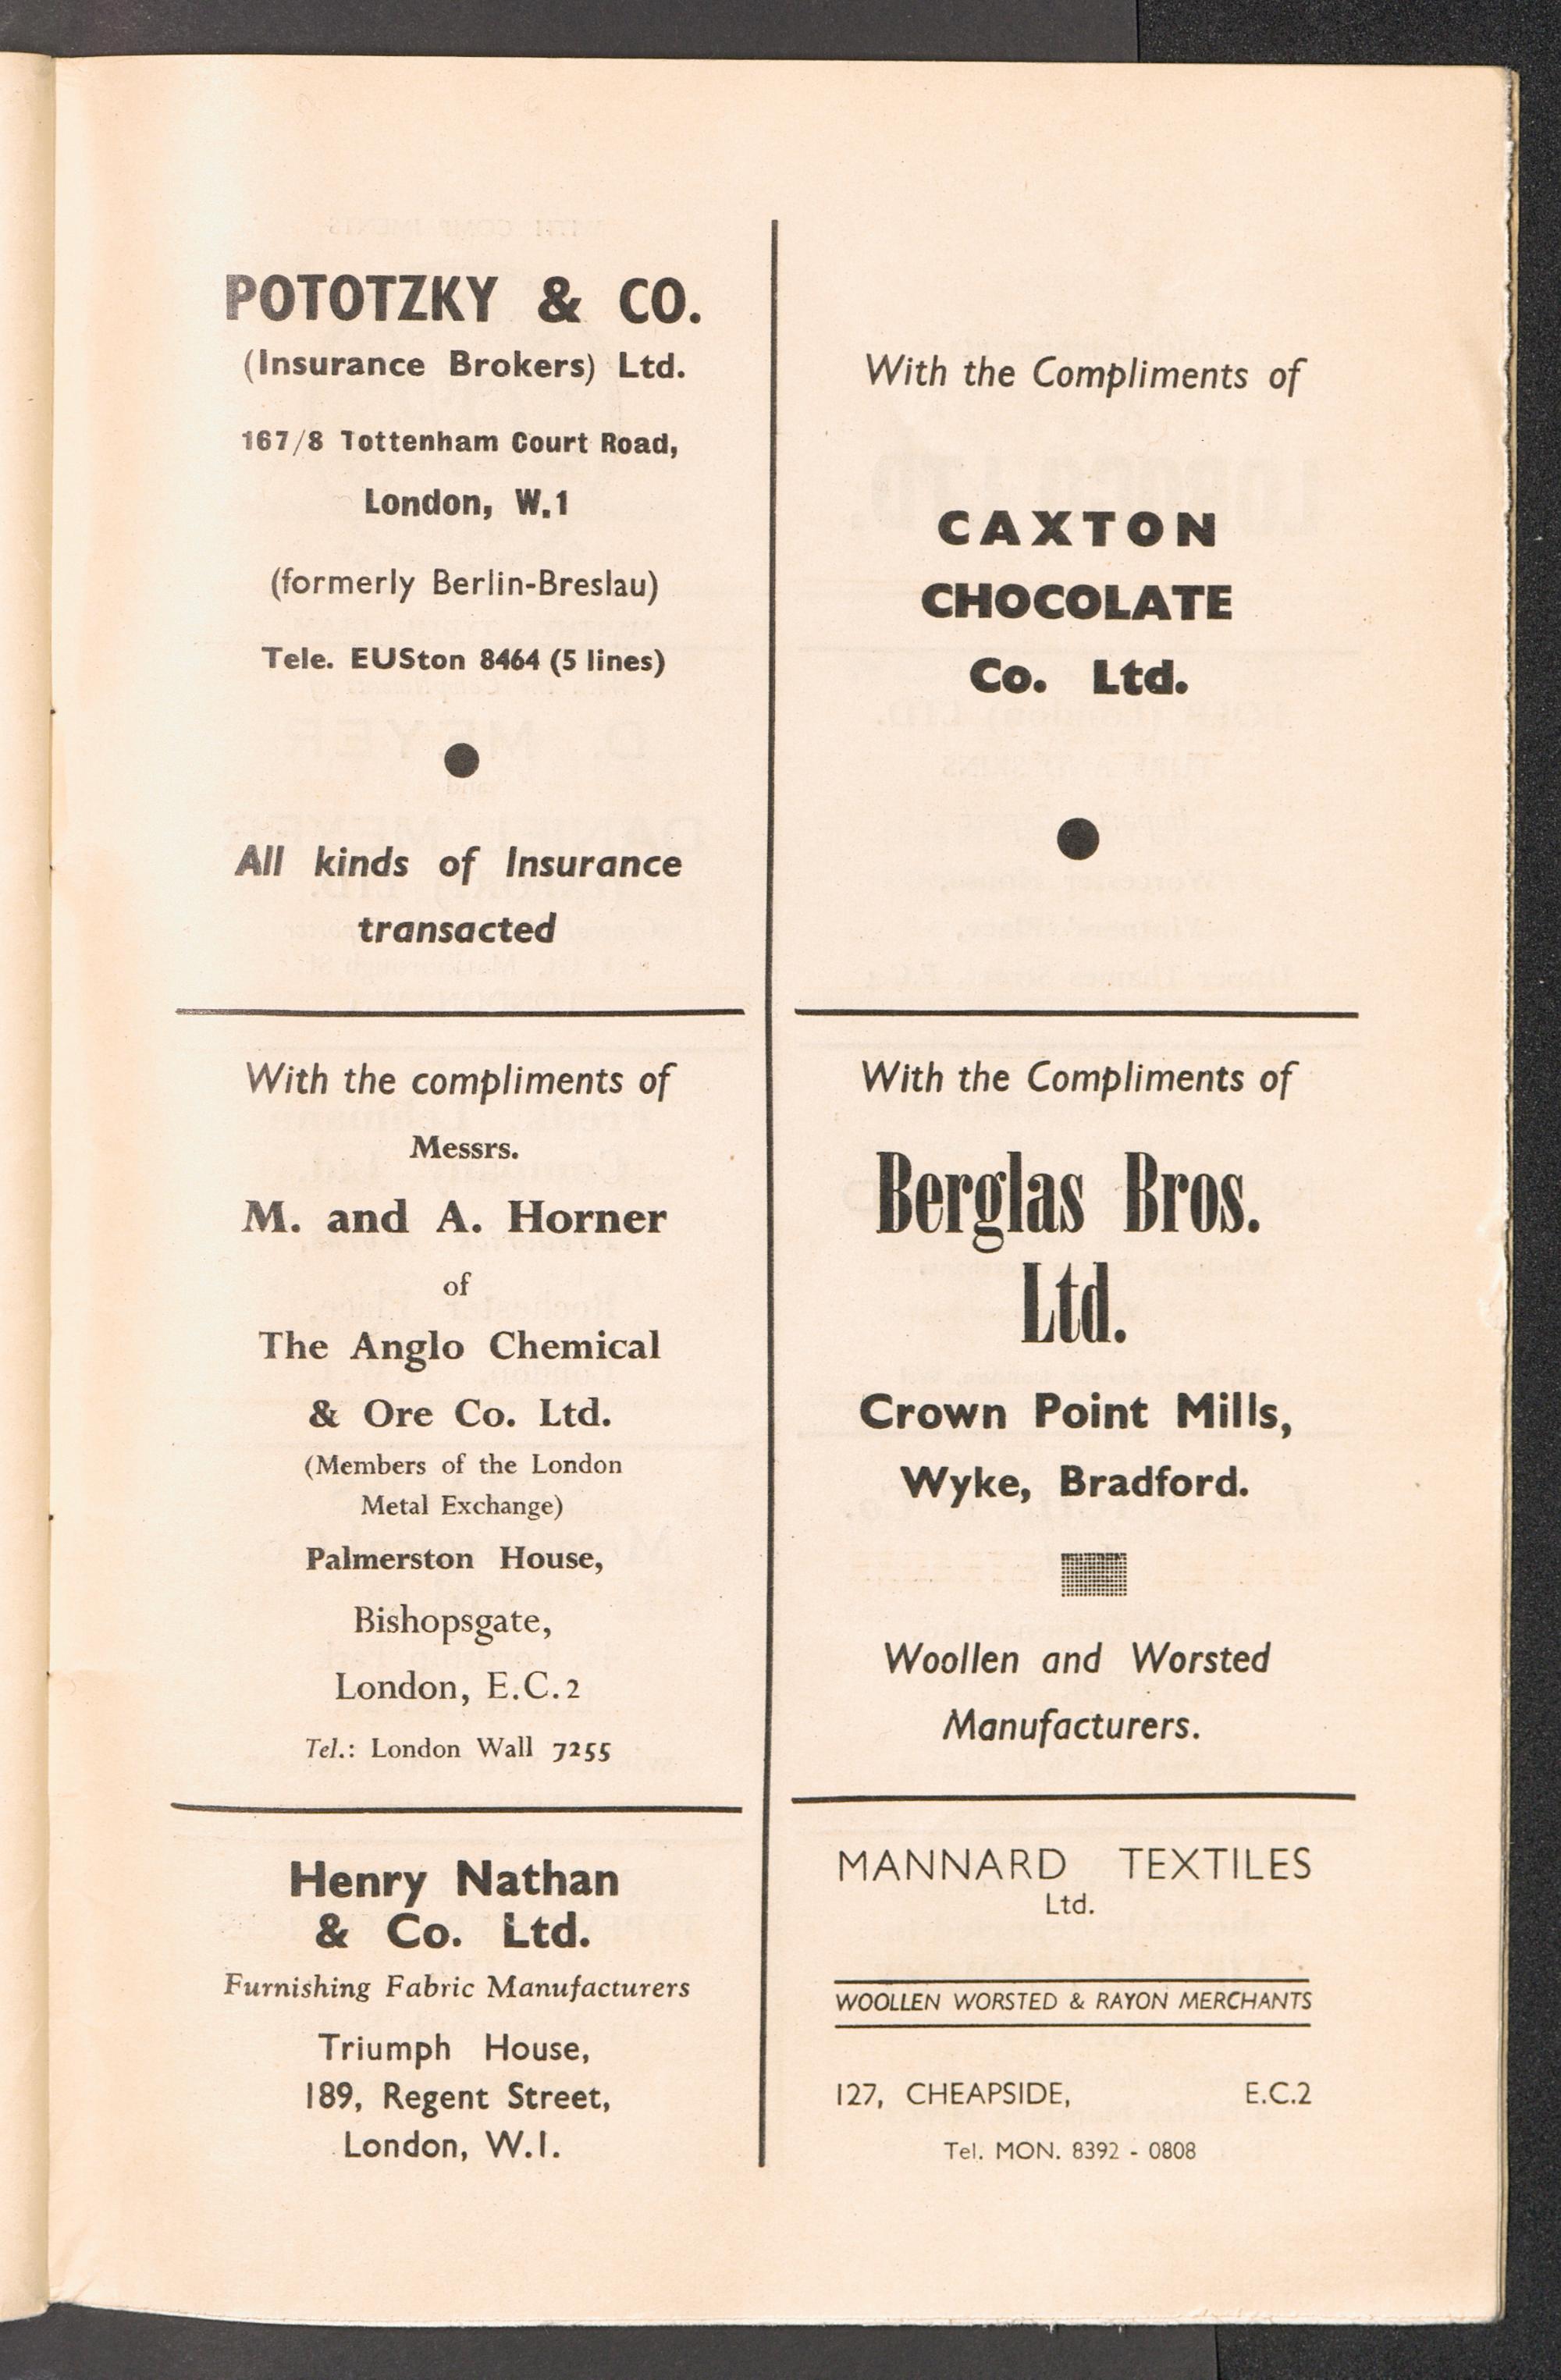 POTOTZKY & CO.
(Insurance Brokers) Ltd.
167/8 Tottenham Court Road,
London, W.1
(formerly Berlin-Breslau)
Tele. EUSton 8464 (5 lines)
All kinds of Insurance
transacted
With the compliments of
Messrs.
M. and A. Horner
of
The Anglo Chemical
& Ore Co. Ltd.
(Members of the London
Metal Exchange)
Palmerston House,
Bishopsgate,
London, E.C.2
Tel.: London Wall 7255
Henry Nathan
& Co. Ltd.
Furnishing Fabric Manufacturers
Triumph House,
189, Regent Street,
London, W.I.
With the Compliments of
CAXTON
CHOCOLATE
Co. Ltd.
With the Compliments of
Berglas Bros.
Ltd.
Crown Point Mills,
Wyke, Bradford.
Woollen and Worsted
Manufacturers.
MANNARD TEXTILES
Ltd.
WOOLLEN WORSTED & RAYON MERCHANTS
127, CHEAPSIDE, E.C.2
Tel. MON. 8392 - 0808